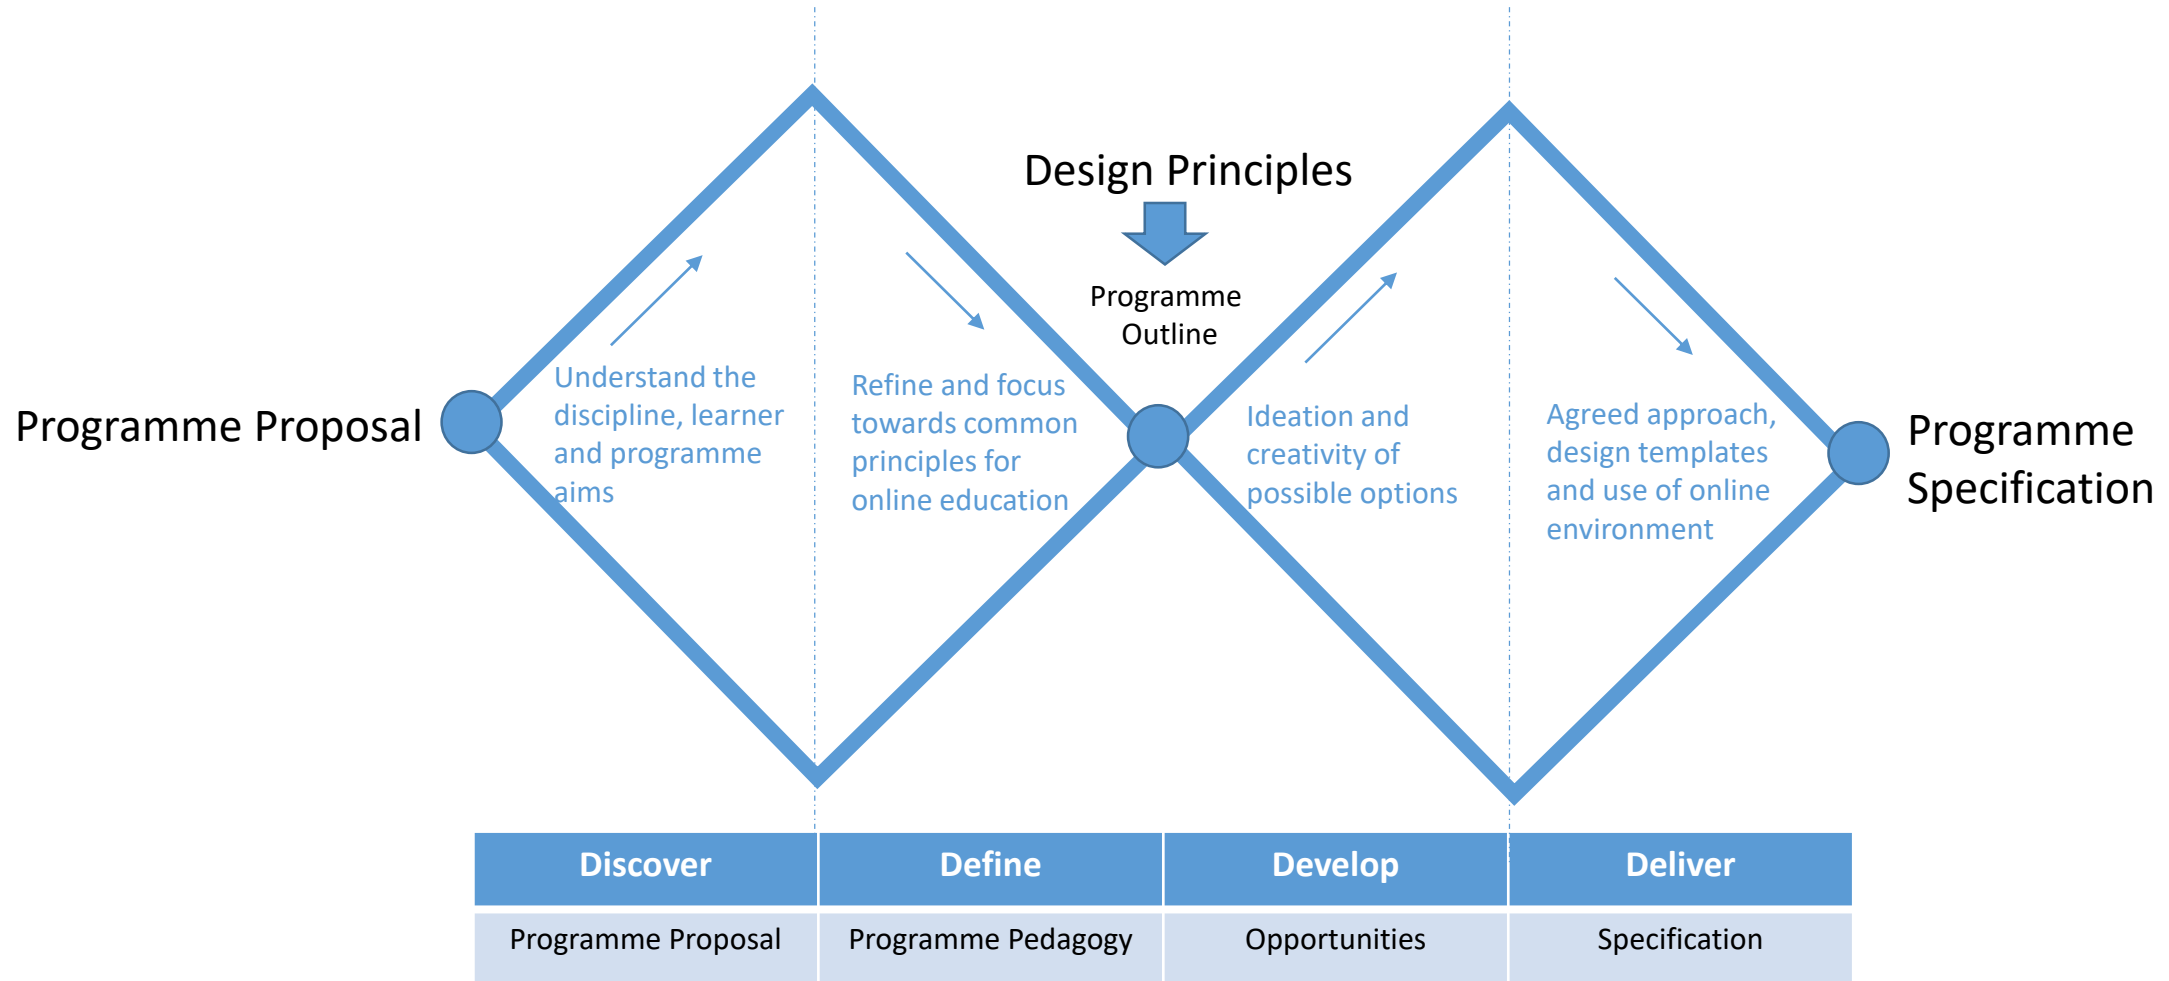 Design Principles
Programme
Outline
Programme Proposal
Understand the
discipline, learner
and programme
aims
Refine and focus
towards common
principles for
online education
Ideation and
creativity of
possible options
Agreed approach,
design templates
and use of online
environment
Programme
Specification
Discover
Define
Develop
Deliver
Programme Proposal
Programme Pedagogy
Opportunities
Specification